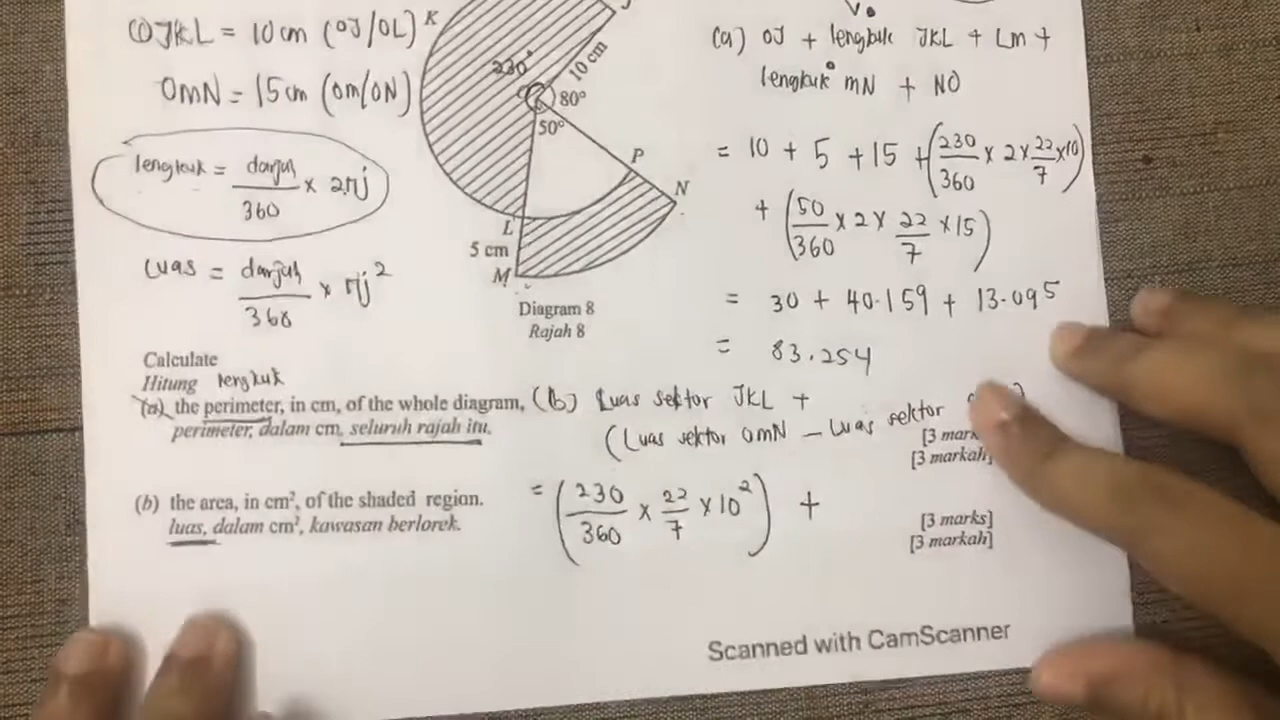 OJKL = 10 cm (OJ/OL)
OMN = 15 cm (OM/ON)
lengkuk = darjah/360 × 2πj
luas = darjah/360 × πj²
K
230°
10 cm
80°
50°
P
N
L
5 cm
M
Diagram 8
Rajah 8
(a) OJ + lengkuk JKL + LM +
lengkuk MN + NO
= 10 + 5 + 15 + (230/360 × 2 × 22/7 × 10)
+ (50/360 × 2 × 22/7 × 15)
= 30 + 40.159 + 13.095
= 83.254
Calculate
Hitung lengkuk
(a) the perimeter, in cm, of the whole diagram,
perimeter, dalam cm, seluruh rajah itu.
[3 mark
[3 markah]
(b) Luas sektor JKL +
(Luas sektor OMN – Luas sektor
= (230/360 × 22/7 × 10²) +
(b) the area, in cm², of the shaded region.
luas, dalam cm², kawasan berlorek.
[3 marks]
[3 markah]
Scanned with CamScanner